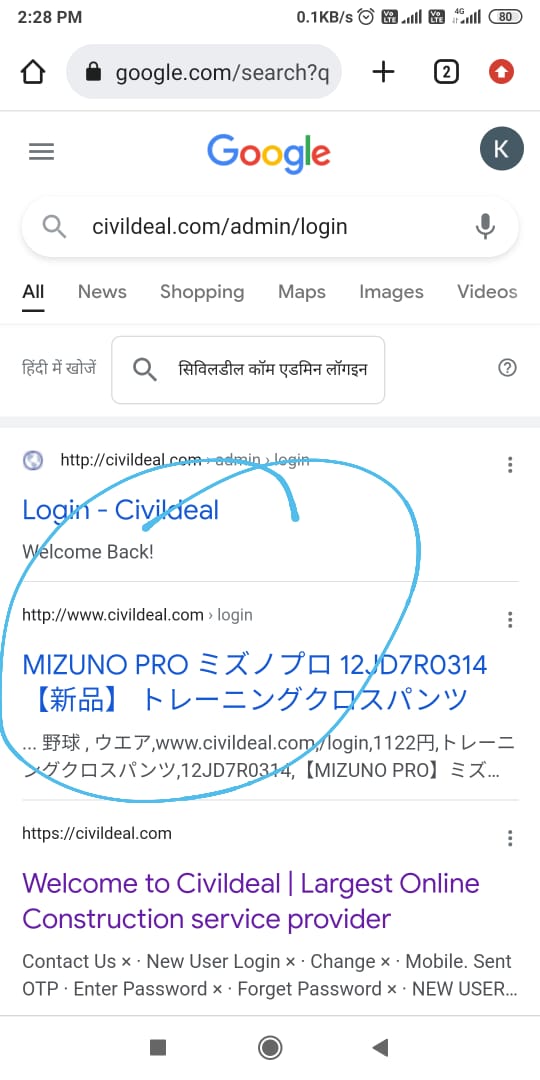 2:28 PM
0.1KB/s Vo LTE Vo LTE 4G 80
google.com/search?q
2
Google
K
civildeal.com/admin/login
All News Shopping Maps Images Videos
हिंदी में खोजें
सिविलडील कॉम एडमिन लॉगइन
http://civildeal.com › admin › login
Login - Civildeal
Welcome Back!
http://www.civildeal.com › login
MIZUNO PRO ミズノプロ 12JD7R0314
【新品】 トレーニングクロスパンツ
... 野球 , ウエア,www.civildeal.com,/login,1122円,トレーニ
ングクロスパンツ,12JD7R0314,【MIZUNO PRO】ミズ...
https://civildeal.com
Welcome to Civildeal | Largest Online
Construction service provider
Contact Us × · New User Login × · Change × · Mobile. Sent
OTP · Enter Password × · Forget Password × · NEW USER...